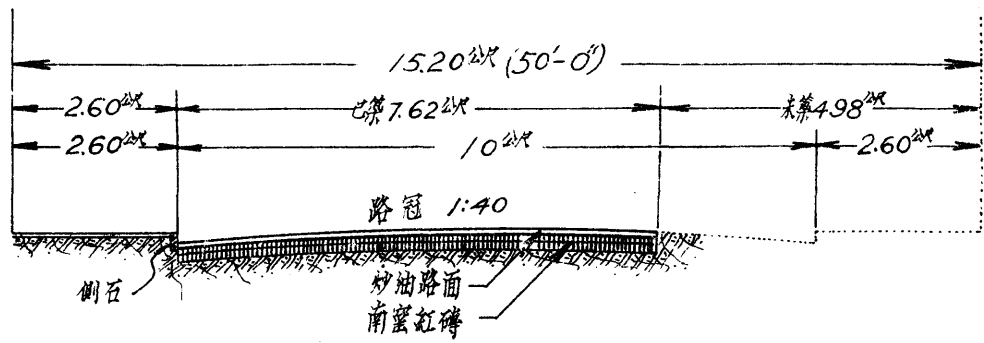 15.20公尺(50'-0")
2.60公尺 已築7.62公尺 未築4.98公尺
2.60公尺 10公尺 2.60公尺
路冠 1:40
側石
炒油路面
南窰紅磚